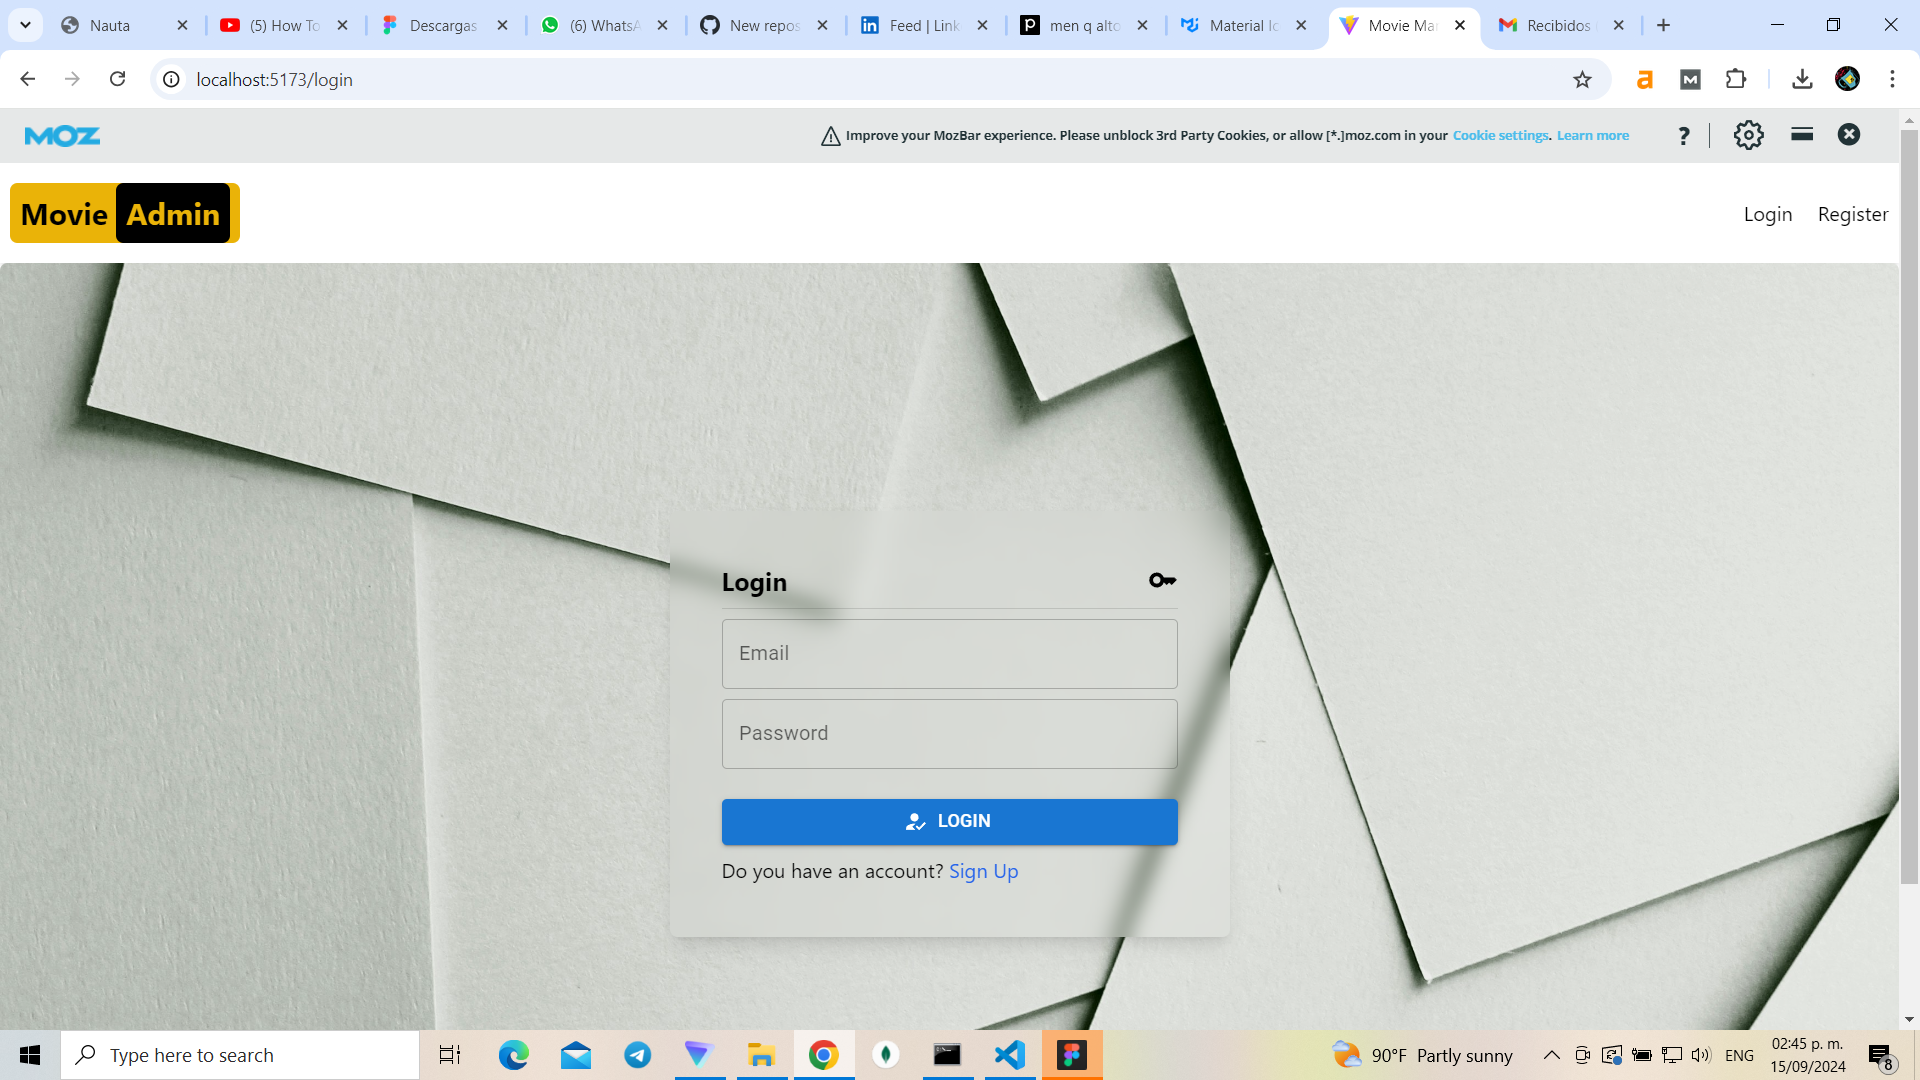 Nauta
(5) How To
Descargas
(6) WhatsA
New repos
Feed | Link
men q alto
Material Ic
Movie Mar
Recibidos
localhost:5173/login
MOZ
Improve your MozBar experience. Please unblock 3rd Party Cookies, or allow [*.]moz.com in your Cookie settings. Learn more
?
Movie Admin
Login
Register
Login
Email
Password
LOGIN
Do you have an account? Sign Up
Type here to search
90°F Partly sunny
ENG
02:45 p. m.
15/09/2024
8